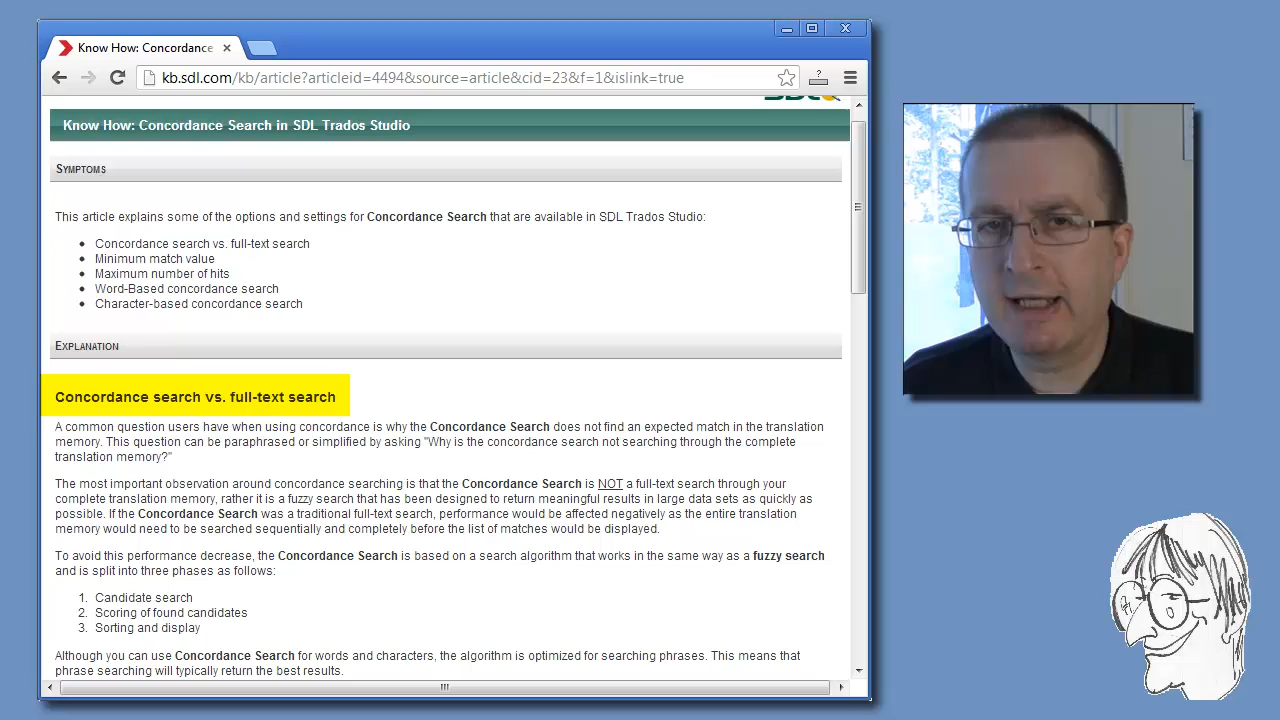 Know How: Concordance
kb.sdl.com/kb/article?articleid=4494&source=article&cid=23&f=1&islink=true
Know How: Concordance Search in SDL Trados Studio
SYMPTOMS
This article explains some of the options and settings for Concordance Search that are available in SDL Trados Studio:
• Concordance search vs. full-text search
• Minimum match value
• Maximum number of hits
• Word-Based concordance search
• Character-based concordance search
EXPLANATION
Concordance search vs. full-text search
A common question users have when using concordance is why the Concordance Search does not find an expected match in the translation
memory. This question can be paraphrased or simplified by asking "Why is the concordance search not searching through the complete
translation memory?"
The most important observation around concordance searching is that the Concordance Search is NOT a full-text search through your
complete translation memory, rather it is a fuzzy search that has been designed to return meaningful results in large data sets as quickly as
possible. If the Concordance Search was a traditional full-text search, performance would be affected negatively as the entire translation
memory would need to be searched sequentially and completely before the list of matches would be displayed.
To avoid this performance decrease, the Concordance Search is based on a search algorithm that works in the same way as a fuzzy search
and is split into three phases as follows:
1. Candidate search
2. Scoring of found candidates
3. Sorting and display
Although you can use Concordance Search for words and characters, the algorithm is optimized for searching phrases. This means that
phrase searching will typically return the best results.